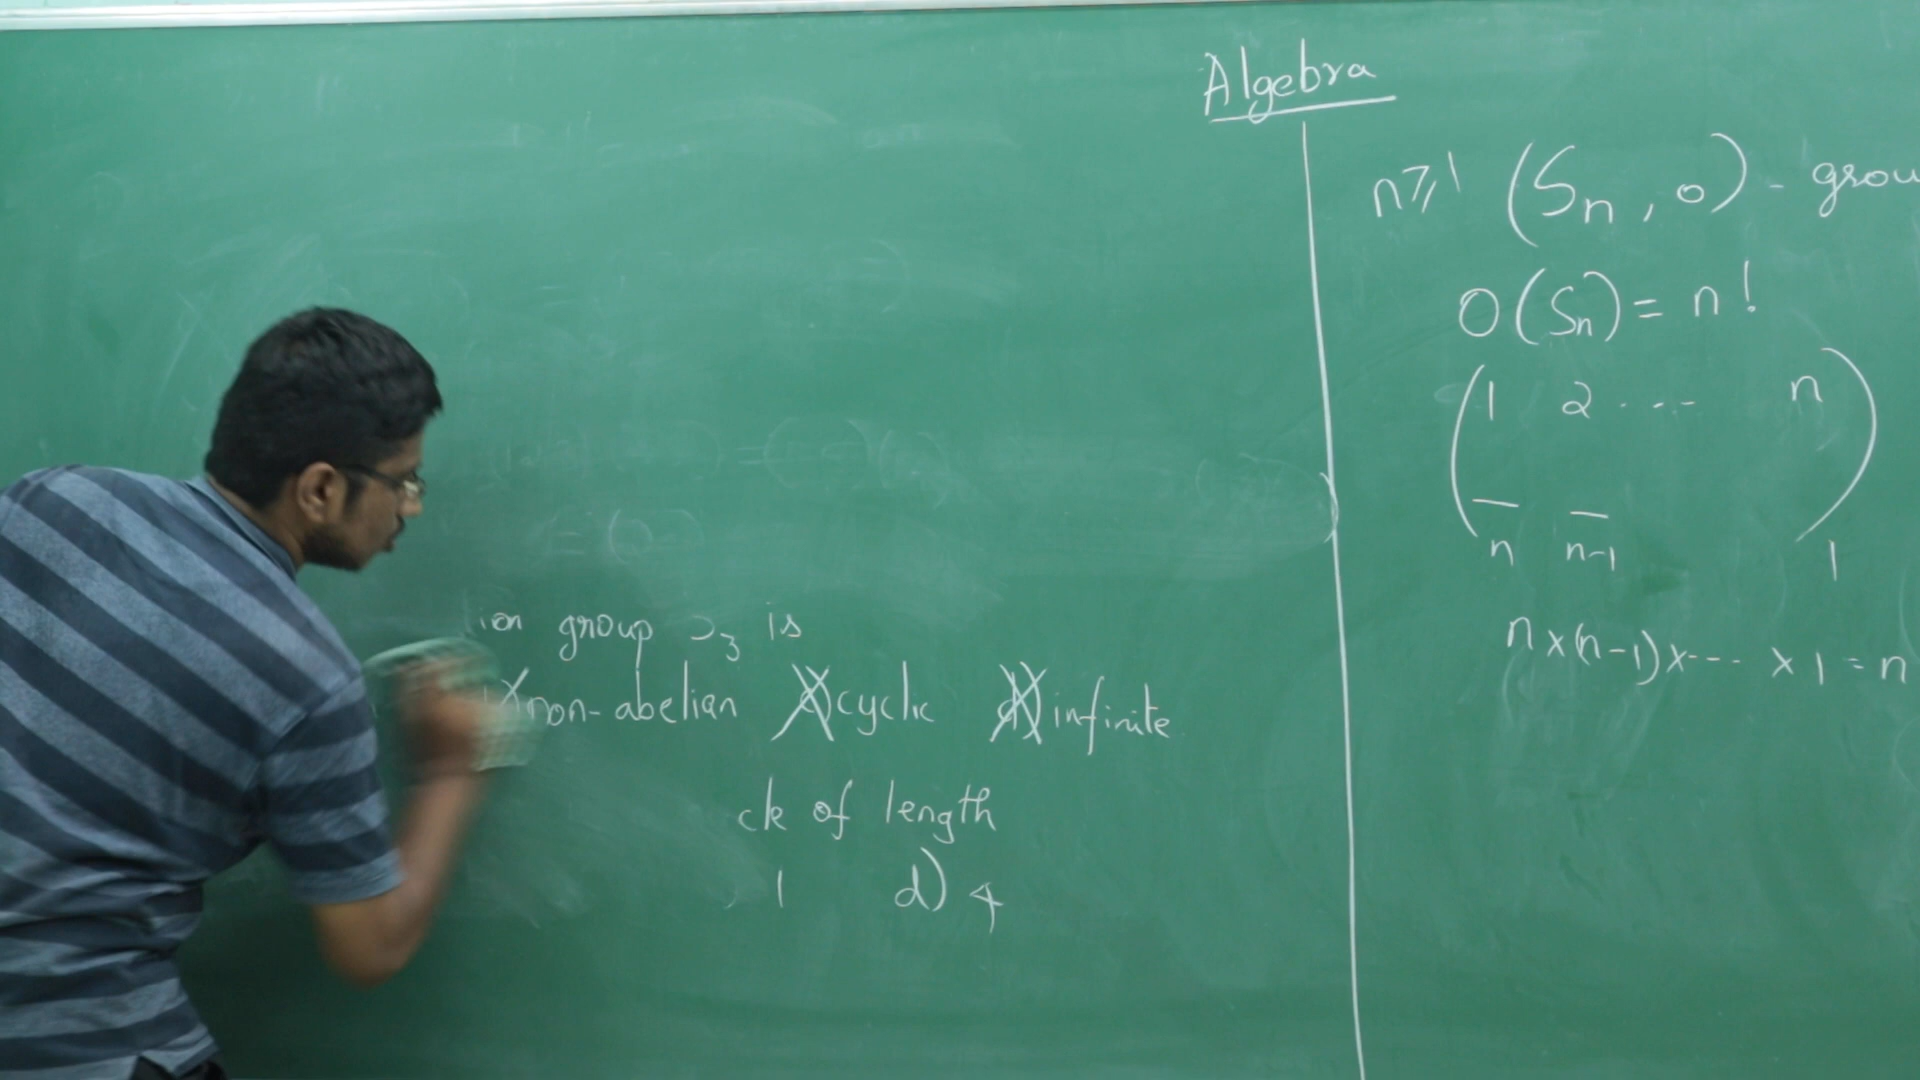 Algebra
n⩾1 (Sn, o) - grou
O(Sn) = n!
(1 2 ... n)
n n-1 1
n x (n-1) x --- x 1 = n
tion group S3 is
non-abelian c) cyclic d) infinite
ck of length
1 d) 4